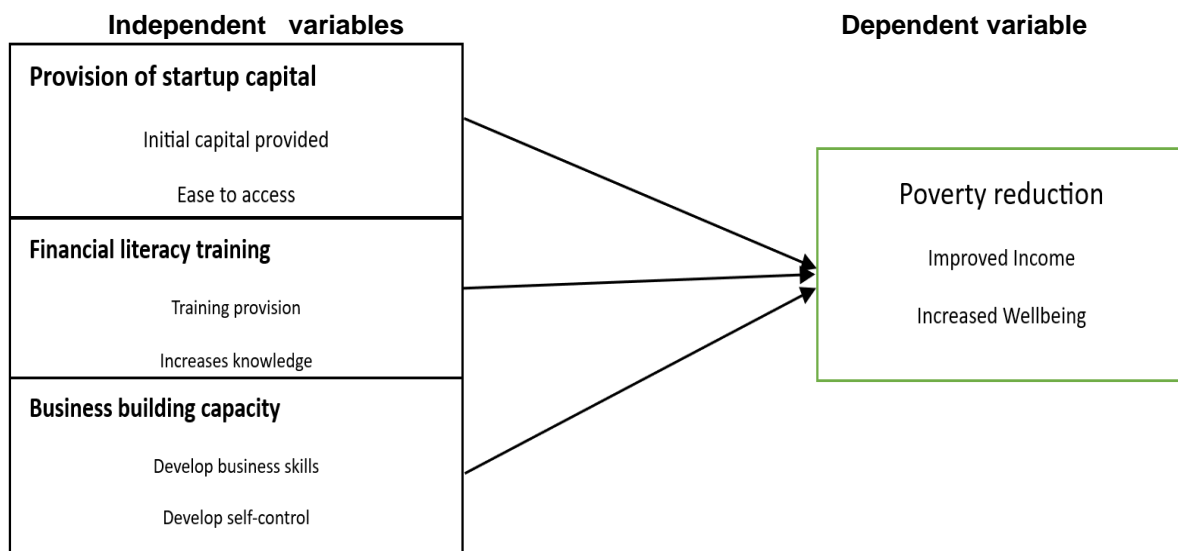 Independent variables
Dependent variable
Provision of startup capital
Initial capital provided
Ease to access
Financial literacy training
Training provision
Increases knowledge
Business building capacity
Develop business skills
Develop self-control
Poverty reduction
Improved Income
Increased Wellbeing